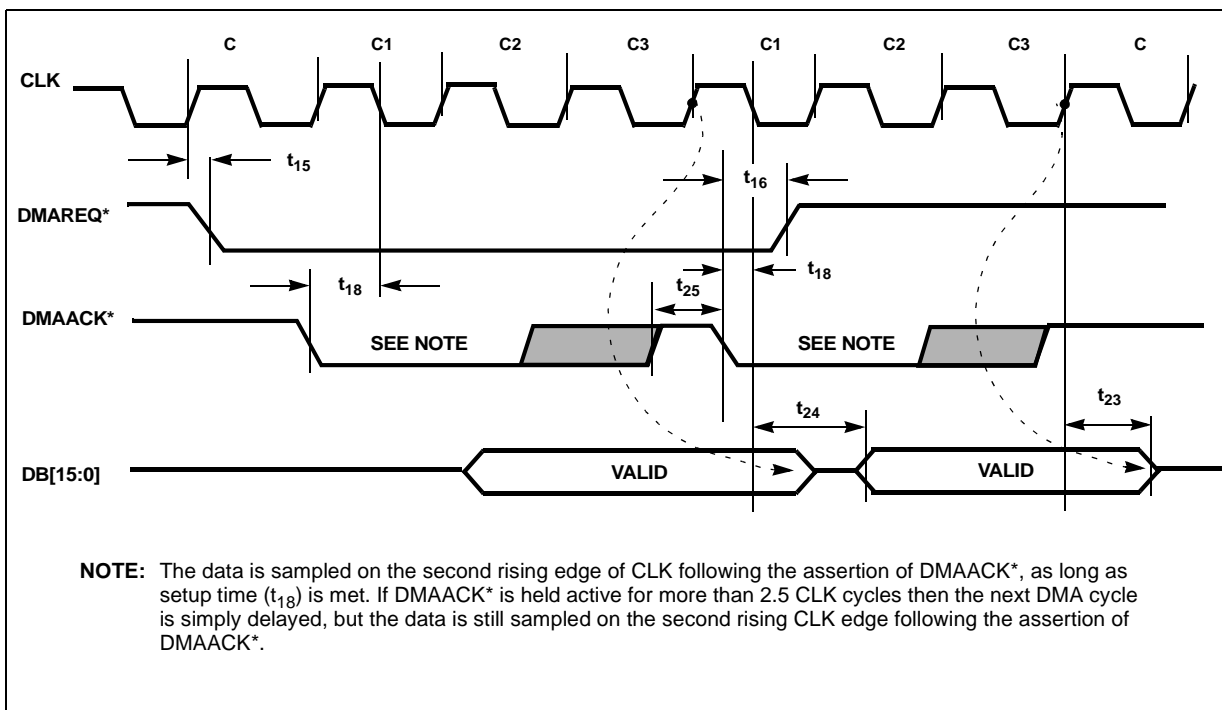 C C1 C2 C3 C1 C2 C3 C
CLK
t15 t16
DMAREQ*
t18 t25 t18
DMAACK*
SEE NOTE SEE NOTE
t24 t23
DB[15:0]
VALID VALID
NOTE: The data is sampled on the second rising edge of CLK following the assertion of DMAACK*, as long as
setup time (t18) is met. If DMAACK* is held active for more than 2.5 CLK cycles then the next DMA cycle
is simply delayed, but the data is still sampled on the second rising CLK edge following the assertion of
DMAACK*.